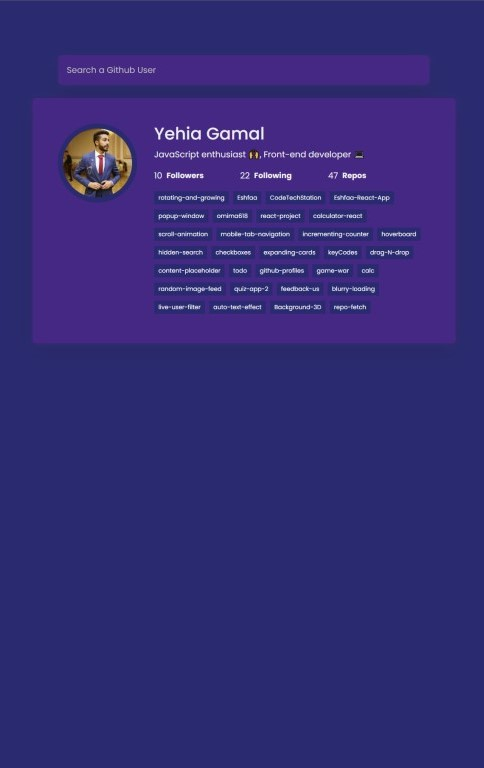 Search a Github User
Yehia Gamal
JavaScript enthusiast, Front-end developer
10 Followers 22 Following 47 Repos
rotating-and-growing Eshfaa CodeTechStation Eshfaa-React-App
popup-window omima618 react-project calculator-react
scroll-animation mobile-tab-navigation incrementing-counter hoverboard
hidden-search checkboxes expanding-cards keyCodes drag-N-drop
content-placeholder todo github-profiles game-war calc
random-image-feed quiz-app-2 feedback-us blurry-loading
live-user-filter auto-text-effect Background-3D repo-fetch